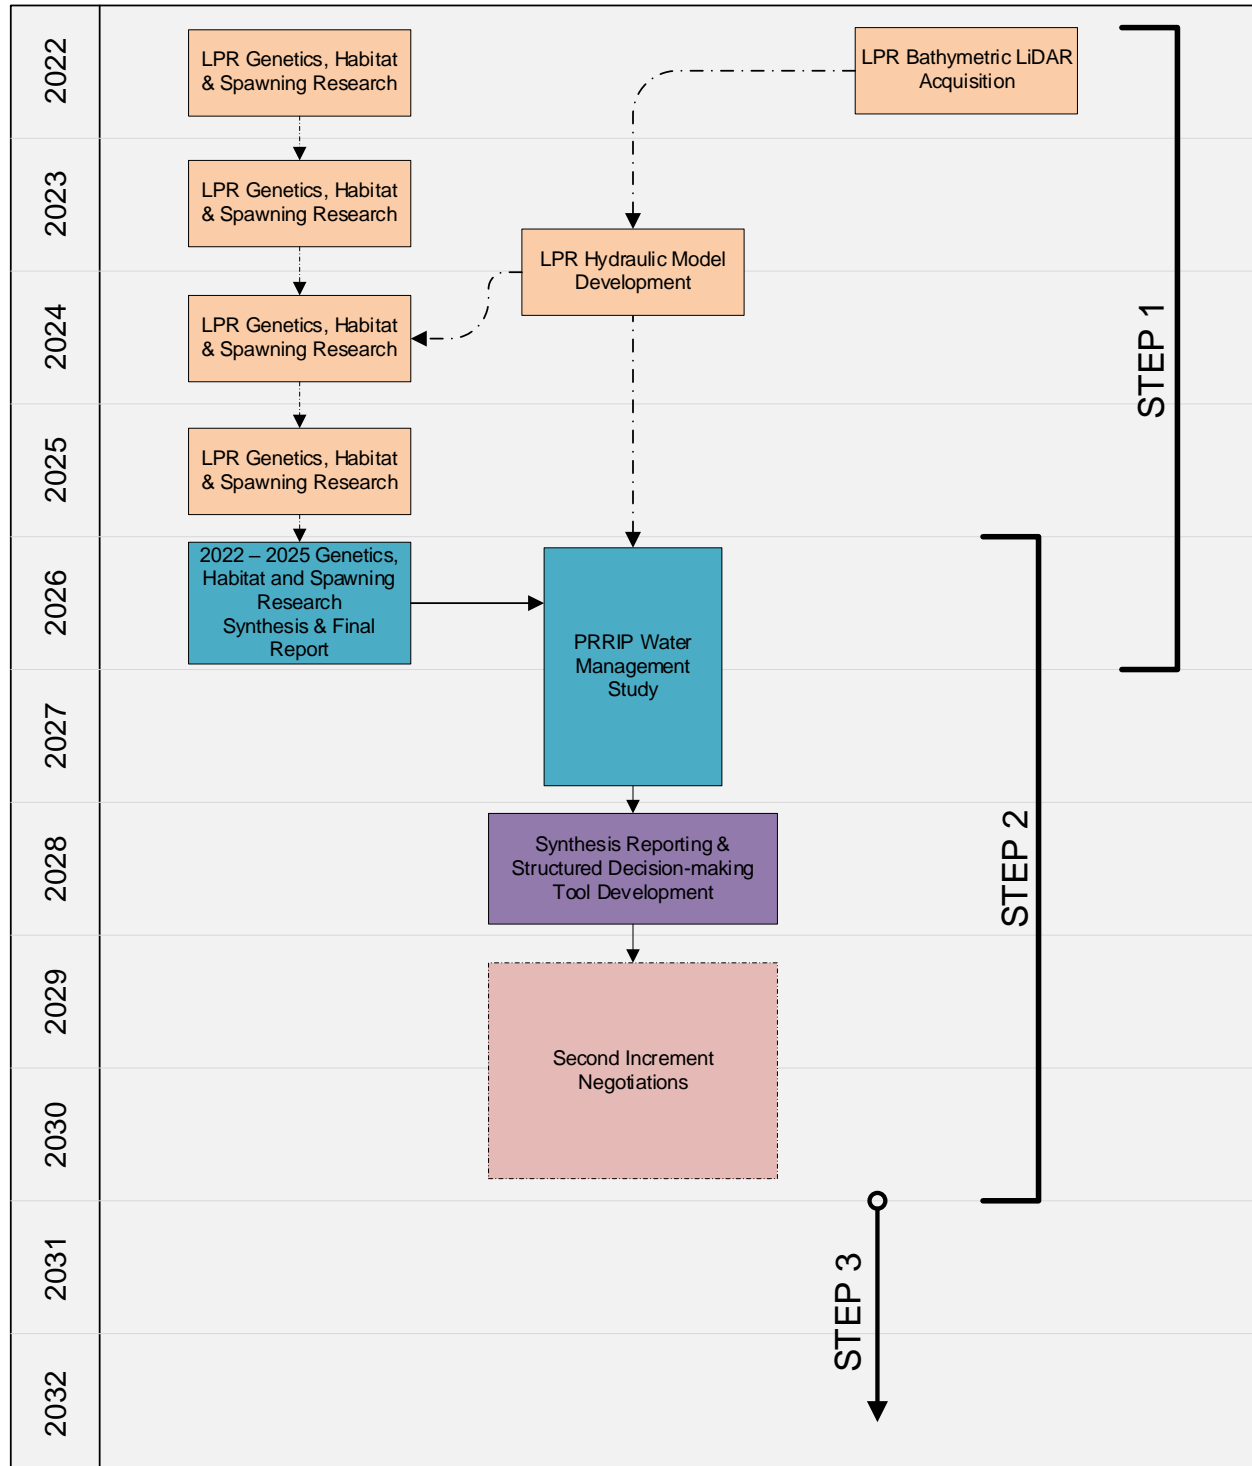 2022
LPR Genetics, Habitat
& Spawning Research
LPR Bathymetric LiDAR
Acquisition
2023
LPR Genetics, Habitat
& Spawning Research
LPR Hydraulic Model
Development
2024
LPR Genetics, Habitat
& Spawning Research
STEP 1
2025
LPR Genetics, Habitat
& Spawning Research
2026
2022 – 2025 Genetics,
Habitat and Spawning
Research
Synthesis & Final
Report
PRRIP Water
Management
Study
2027
2028
Synthesis Reporting &
Structured Decision-making
Tool Development
STEP 2
2029
Second Increment
Negotiations
2030
2031
STEP 3
2032